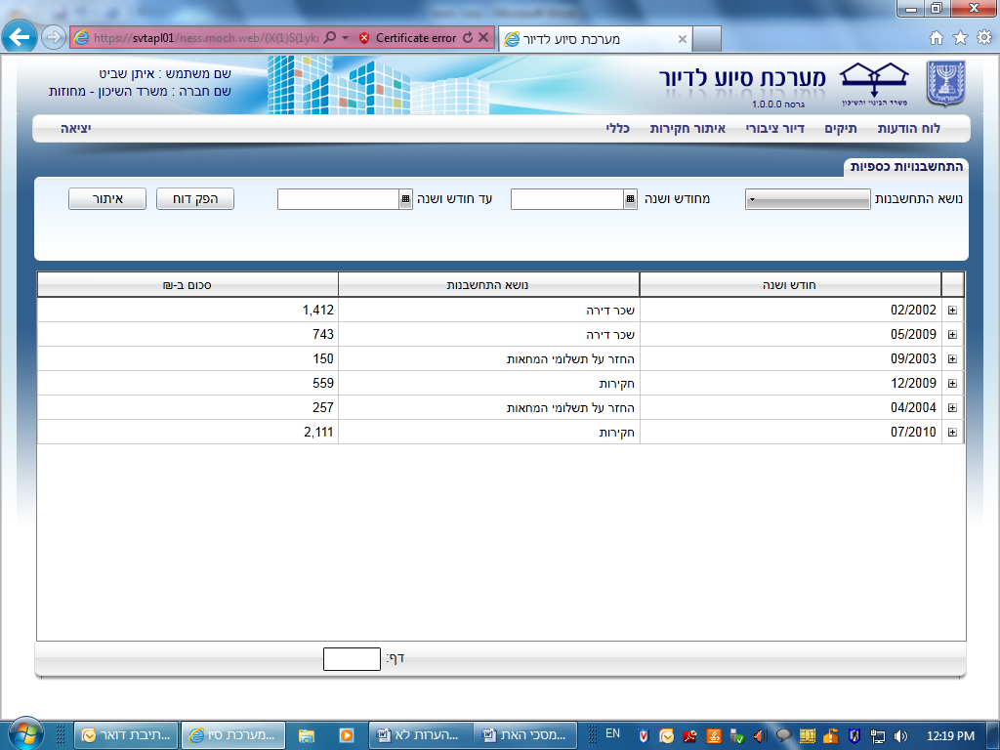 https://svtapl01/ness.moch.web/(X(1)S(1yk
Certificate error
מערכת סיוע לדיור
שם משתמש : איתן שביט
שם חברה : משרד השיכון - מחוזות
מערכת סיוע לדיור
גרסה 1.0.0.0
משרד הבינוי והשיכון
לוח הודעות תיקים דיור ציבורי איתור חקירות כללי יציאה
התחשבנויות כספיות
נושא התחשבנות מחודש ושנה עד חודש ושנה הפק דוח איתור
חודש ושנה נושא התחשבנות סכום ב-₪
02/2002 שכר דירה 1,412
05/2009 שכר דירה 743
09/2003 החזר על תשלומי המחאות 150
12/2009 חקירות 559
04/2004 החזר על תשלומי המחאות 257
07/2010 חקירות 2,111
דף:
תיבת דואר...
מערכת סיו...
הערות לא...
מסכי האת...
EN
12:19 PM